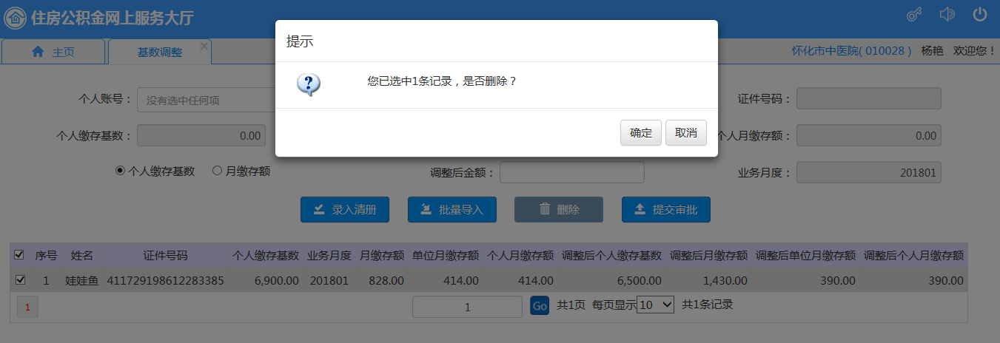 住房公积金网上服务大厅
主页
基数调整
怀化市中医院( 010028 ) 杨艳 欢迎您！
提示
您已选中1条记录，是否删除？
确定
取消
个人账号：
没有选中任何项
证件号码：
个人缴存基数：
0.00
个人月缴存额：
0.00
个人缴存基数
月缴存额
调整后金额：
业务月度：
201801
录入清册
批量导入
删除
提交审批
序号 姓名 证件号码 个人缴存基数 业务月度 月缴存额 单位月缴存额 个人月缴存额 调整后个人缴存基数 调整后月缴存额 调整后单位月缴存额 调整后个人月缴存额
1 娃娃鱼 411729198612283385 6,900.00 201801 828.00 414.00 414.00 6,500.00 1,430.00 390.00 390.00
1
1 Go 共1页 每页显示 10 共1条记录